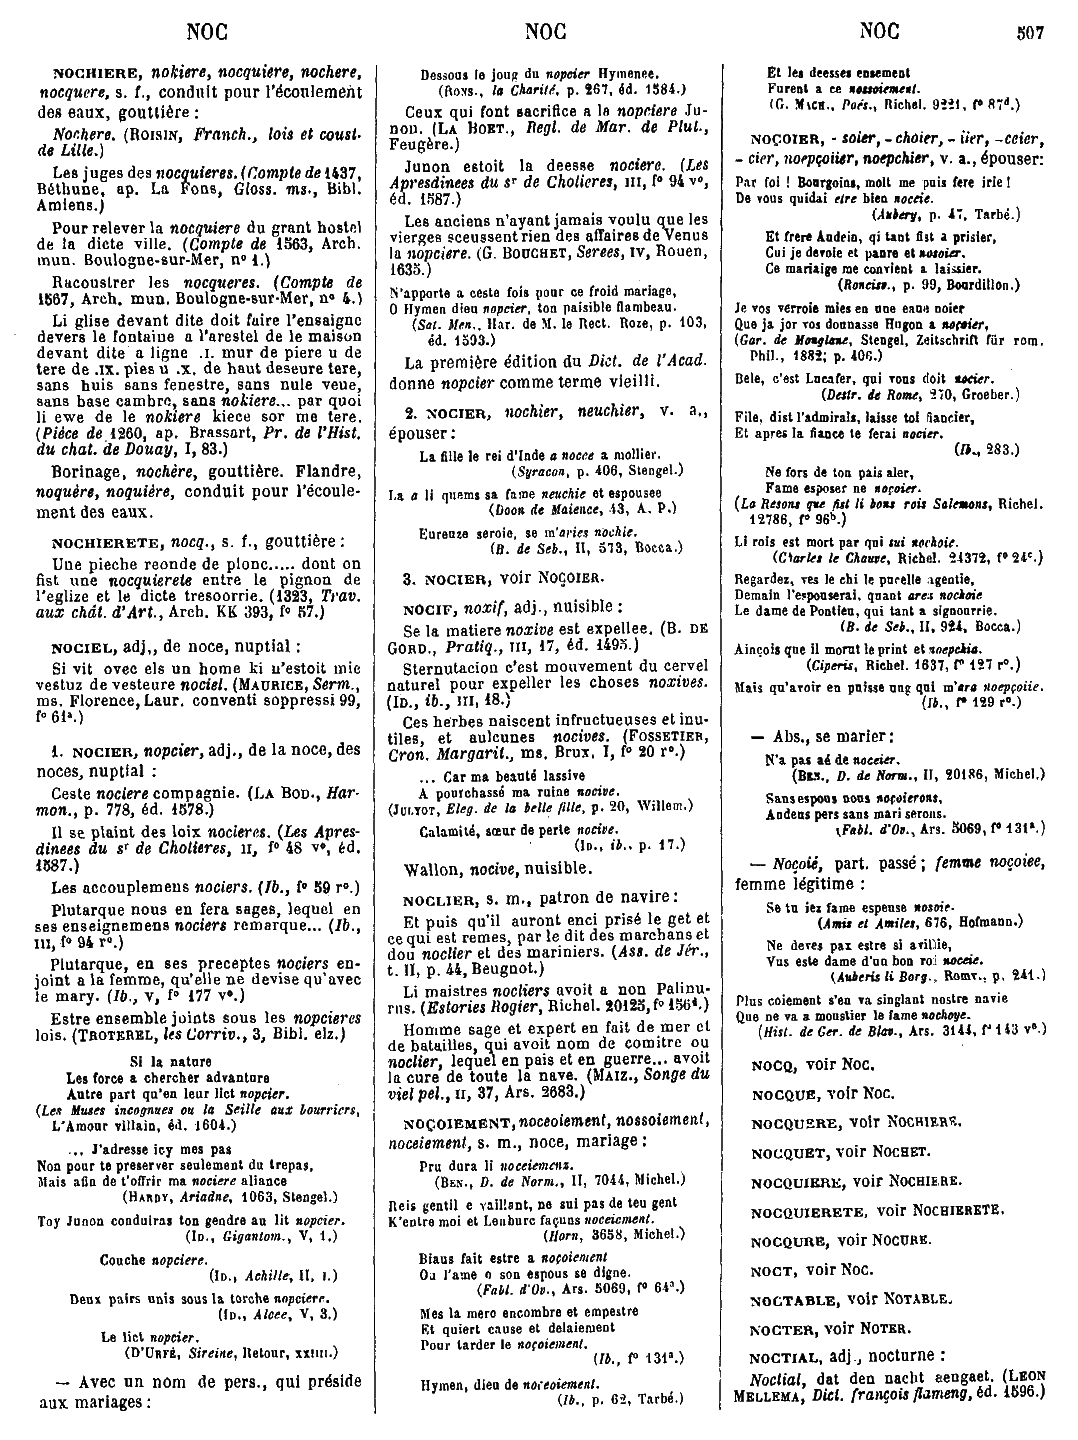 NOC
NOC
NOC
507
NOCHIERE, nokiere, nocquiere, nochere,
nocquere, s. f., conduit pour l'écoulement
des eaux, gouttière :
Nochere. (ROISIN, Franch., lois et coust.
de Lille.)
Les juges des nocquieres. (Compte de 1437,
Béthune, ap. La Fons, Gloss. ms., Bibl.
Amiens.)
Pour relever la nocquiere du grant hostel
de la dicte ville. (Compte de 1563, Arch.
mun. Boulogne-sur-Mer, n° 1.)
Racoustrer les nocqueres. (Compte de
1567, Arch. mun. Boulogne-sur-Mer, n° 4.)
Li glise devant dite doit faire l'ensaigne
devers le fontaine a l'arestel de le maison
devant dite a ligne .I. mur de piere u de
tere de .IX. pies u .X. de haut deseure tere,
sans huis sans fenestre, sans nule veue,
sans base cambre, sans nokiere... par quoi
li ewe de le nokiere kiece sor me tere.
(Pièce de 1260, ap. Brassart, Pr. de l'Hist.
du chat. de Douay, I, 83.)
Borinage, nochère, gouttière. Flandre,
noquère, noquière, conduit pour l'écoule-
ment des eaux.
NOCHIERETE, nocq., s. f., gouttière :
Une pieche reonde de plonc..... dont on
fist une nocquierete entre le pignon de
l'eglize et le dicte tresoorrie. (1323, Trav.
aux chât. d'Art., Arch. KK 393, f° 57.)
NOCIEL, adj,, de noce, nuptial :
Si vit ovec els un home ki n'estoit mie
vestuz de vesteure nociel. (MAURICE, Serm.,
ms. Florence, Laur. conventi soppressi 99,
f° 61ª.)
1. NOCIER, nopcier, adj., de la noce, des
noces, nuptial :
Ceste nociere compagnie. (LA BOD., Har-
mon., p. 778, éd. 1578.)
Il se plaint des loix nocieres. (Les Apres-
dinees du sr de Cholieres, II, f° 48 v°, éd.
1587.)
Les accouplemens nociers. (Ib., f° 59 r°.)
Plutarque nous en fera sages, lequel en
ses enseignemens nociers remarque... (Ib.,
III, f° 94 r°.)
Plutarque, en ses preceptes nociers en-
joint a la femme, qu'elle ne devise qu'avec
le mary. (Ib., V, f° 177 v°.)
Estre ensemble joints sous les nopcieres
lois. (TROTEREL, les Corriv., 3, Bibl. elz.)
Si la nature
Les force a chercher advanture
Autre part qu'en leur lict nopcier.
(Les Muses incognues ou la Seille aux bourriers,
L'Amour villain, éd. 1604.)
... J'adresse icy mes pas
Non pour te preserver seulement du trepas,
Mais afin de t'offrir ma nociere aliance
(HARDY, Ariadne, 1063, Stengel.)
Toy Junon conduiras ton gendre au lit nopcier.
(ID., Gigantom., V, 1.)
Couche nopciere.
(ID., Achille, II, I.)
Deux pairs unis sous la torche nopciere.
(ID., Alcee, V, 3.)
Le lict nopcier.
(D'URFÉ, Sireine, Retour, XXIIII.)
— Avec un nom de pers., qui préside
aux mariages :
Dessous le joug du nopcier Hymenee.
(RONS., la Charité, p. 267, éd. 1584.)
Ceux qui font sacrifice a la nopciere Ju-
non. (LA BOET., Regl. de Mar. de Plut.,
Feugère.)
Junon estoit la deesse nociere. (Les
Apresdinees du sr de Cholieres, III, f° 94 v°,
éd. 1587.)
Les anciens n'ayant jamais voulu que les
vierges sceussent rien des affaires de Venus
la nopciere. (G. BOUCHET, Serees, IV, Rouen,
1635.)
N'apporte a ceste fois pour ce froid mariage,
O Hymen dieu nopcier, ton paisible flambeau.
(Sat. Men., Har. de M. le Rect. Roze, p. 103,
éd. 1593.)
La première édition du Dict. de l'Acad.
donne nopcier comme terme vieilli.
2. NOCIER, nochier, neuchier, v. a.,
épouser :
La fille le rei d'Inde a nocee a mollier.
(Syracon, p. 406, Stengel.)
La a li quems sa fame neuchie et espousee
(Doon de Maience, 43, A. P.)
Eureuze seroie, se m'aries nochie.
(B. de Seb., II, 573, Bocca.)
3. NOCIER, voir NOÇOIER.
NOCIF, noxif, adj., nuisible :
Se la matiere noxive est expellee. (B. DE
GORD., Pratiq., III, 17, éd. 1495.)
Sternutacion c'est mouvement du cervel
naturel pour expeller les choses noxives.
(ID., ib., III, 18.)
Ces herbes naiscent infructueuses et inu-
tiles, et aulcunes nocives. (FOSSETIER,
Cron. Margarit., ms. Brux. I, f° 20 r°.)
... Car ma beauté lassive
A pourchassé ma ruine nocive.
(JULYOT, Eleg. de la belle fille, p. 20, Willem.)
Calamité, sœur de perte nocive.
(ID., ib., p. 17.)
Wallon, nocive, nuisible.
NOCLIER, s. m., patron de navire :
Et puis qu'il auront enci prisé le get et
ce qui est remes, par le dit des marchans et
dou noclier et des mariniers. (Ass. de Jér.,
t. II, p. 44, Beugnot.)
Li maistres nocliers avoit a non Palinu-
rus. (Estories Rogier, Richel. 20125, f° 156ᵈ.)
Homme sage et expert en fait de mer et
de batailles, qui avoit nom de comitre ou
noclier, lequel en pais et en guerre... avoit
la cure de toute la nave. (MAIZ., Songe du
viel pel., II, 37, Ars. 2683.)
NOÇOIEMENT, noceoiement, nossoiement,
noceiement, s. m., noce, mariage :
Pru dura li noceiemenz.
(BEN., D. de Norm., II, 7044, Michel.)
Reis gentil e vaillant, ne sui pas de teu gent
K'entre moi et Lenburc façuns noceiement.
(Horn, 3658, Michel.)
Biaus fait estre a noçoiement
Ou l'ame o son espous se digne.
(Fabl. d'Ov., Ars. 5069, f° 64ª.)
Mes la mero encombre et empestre
Et quiert cause et delaiement
Pour tarder le noçoiement.
(Ib., f° 131ª.)
Hymen, dieu de noceoiement.
(Ib., p. 62, Tarbé.)
Et les deesses ensement
Furent a ce nossoiement.
(G. MACH., Poés., Richel. 9221, f° 87ᵈ.)
NOÇOIER, -soier, -choier, -iier, -ceier,
-cier, noepçoiier, noepchier, v. a., épouser:
Par foi ! Bourgoins, molt me puis fere irie !
De vous quidai etre bien noceie.
(Aubery, p. 47, Tarbé.)
Et frere Audein, qi tant fist a prisier,
Cui je devoie et panre et nosoier.
Ce mariaige me convient a laissier.
(Ronciso., p. 99, Bourdillon.)
Je vos verroie mies en une eaue noier
Que ja jor vos donnasse Hugon a noçoier,
(Gar. de Monglane, Stengel, Zeitschrift für rom.
Phil., 1882; p. 406.)
Bele, c'est Lucafer, qui vous doit nocier.
(Destr. de Rome, 270, Groeber.)
File, dist l'admirals, laisse toi fiancier,
Et apres la fiance te ferai nocier.
(Ib., 283.)
Ne fors de ton pais aler,
Fame esposer ne noçoier.
(La Resons que fist li bons rois Salemons, Richel.
12786, f° 96ᵇ.)
Li rois est mort par qui sui nochoie.
(Charles le Chauve, Richel. 24372, f° 24ᶜ.)
Regardez, ves le chi le pucelle agentie,
Demain l'espouserai, quant ares nochoie
Le dame de Pontieu, qui tant a signourrie.
(B. de Seb., II, 924, Bocca.)
Ainçois que il morut le print et noepchia.
(Ciperis, Richel. 1637, f° 127 r°.)
Mais qu'avoir en puisse ung qui m'ara noepçoiie.
(Ib., f° 129 r°.)
— Abs., se marier :
N'a pas aé de noceier.
(BEN., D. de Norm., II, 20186, Michel.)
Sans espous nous noçoierons,
Andeus pers sans mari serons.
(Fabl. d'Ov., Ars. 5069, f° 131ª.)
— Noçoié, part. passé ; femme noçoiee,
femme légitime :
Se tu iez fame espeuse nosoie.
(Amis et Amiles, 676, Hofmann.)
Ne deves pax estre si avillie,
Vus este dame d'un bon roi noceie.
(Auberis li Borg., Romv., p. 241.)
Plus coiement s'en va singlant nostre navie
Que ne va a moustier le fame nochoye.
(Hist. de Ger. de Blav., Ars. 3144, f° 143 v°.)
NOCQ, voir NOC.
NOCQUE, voir NOC.
NOCQUERE, voir NOCHIERE.
NOCQUET, voir NOCHET.
NOCQUIERE, voir NOCHIERE.
NOCQUIERETE, voir NOCHIERETE.
NOCQURE, voir NOCURE.
NOCT, voir NOC.
NOCTABLE, voir NOTABLE.
NOCTER, voir NOTER.
NOCTIAL, adj., nocturne :
Noctial, dat den nacht aengaet. (LEON
MELLEMA, Dict. françois flameng, éd. 1596.)